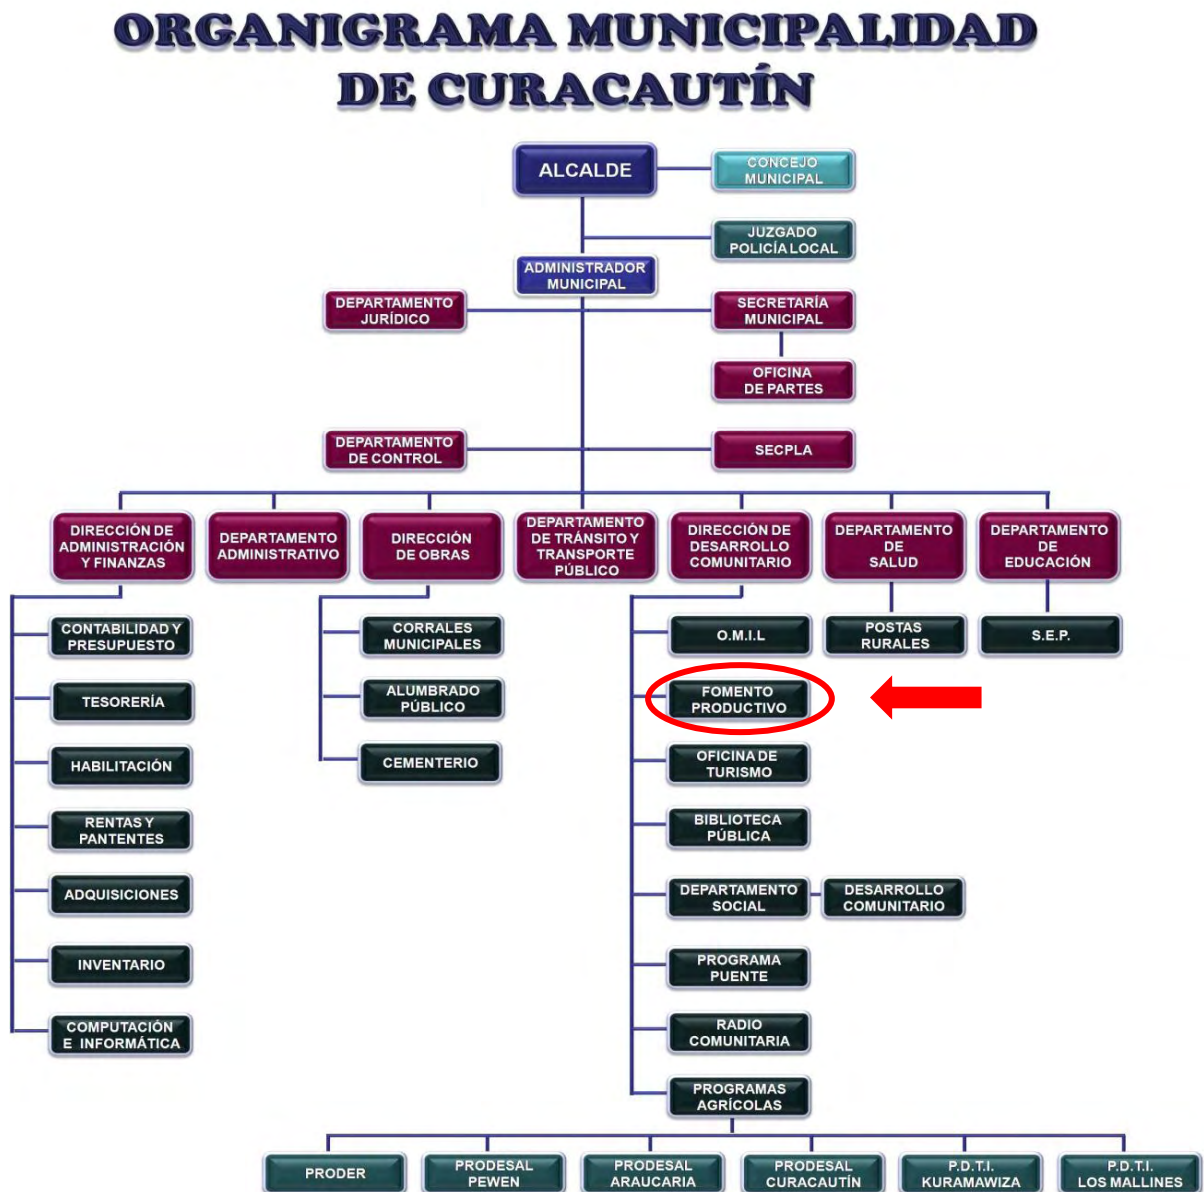 ORGANIGRAMA MUNICIPALIDAD
DE CURACAUTÍN
ALCALDE
CONCEJO
MUNICIPAL
JUZGADO
POLICÍA LOCAL
ADMINISTRADOR
MUNICIPAL
DEPARTAMENTO
JURÍDICO
SECRETARÍA
MUNICIPAL
OFICINA
DE PARTES
DEPARTAMENTO
DE CONTROL
SECPLA
DIRECCIÓN DE
ADMINISTRACIÓN
Y FINANZAS
DEPARTAMENTO
ADMINISTRATIVO
DIRECCIÓN
DE OBRAS
DEPARTAMENTO
DE TRÁNSITO Y
TRANSPORTE
PÚBLICO
DIRECCIÓN DE
DESARROLLO
COMUNITARIO
DEPARTAMENTO
DE
SALUD
DEPARTAMENTO
DE
EDUCACIÓN
CONTABILIDAD Y
PRESUPUESTO
TESORERÍA
HABILITACIÓN
RENTAS Y
PANTENTES
ADQUISICIONES
INVENTARIO
COMPUTACIÓN
E INFORMÁTICA
CORRALES
MUNICIPALES
ALUMBRADO
PÚBLICO
CEMENTERIO
O.M.I.L
FOMENTO
PRODUCTIVO
OFICINA DE
TURISMO
BIBLIOTECA
PÚBLICA
DEPARTAMENTO
SOCIAL
DESARROLLO
COMUNITARIO
PROGRAMA
PUENTE
RADIO
COMUNITARIA
PROGRAMAS
AGRÍCOLAS
POSTAS
RURALES
S.E.P.
PRODER
PRODESAL
PEWEN
PRODESAL
ARAUCARIA
PRODESAL
CURACAUTÍN
P.D.T.I.
KURAMAWIZA
P.D.T.I.
LOS MALLINES